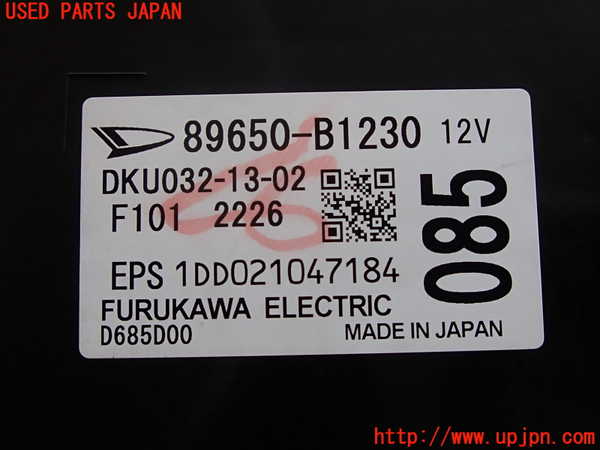 USED PARTS JAPAN
89650-B1230 12V
DKU032-13-02
F101 2226
085
EPS 1DD021047184
FURUKAWA ELECTRIC
D685D00 MADE IN JAPAN
UPJ
www.upjpn.com